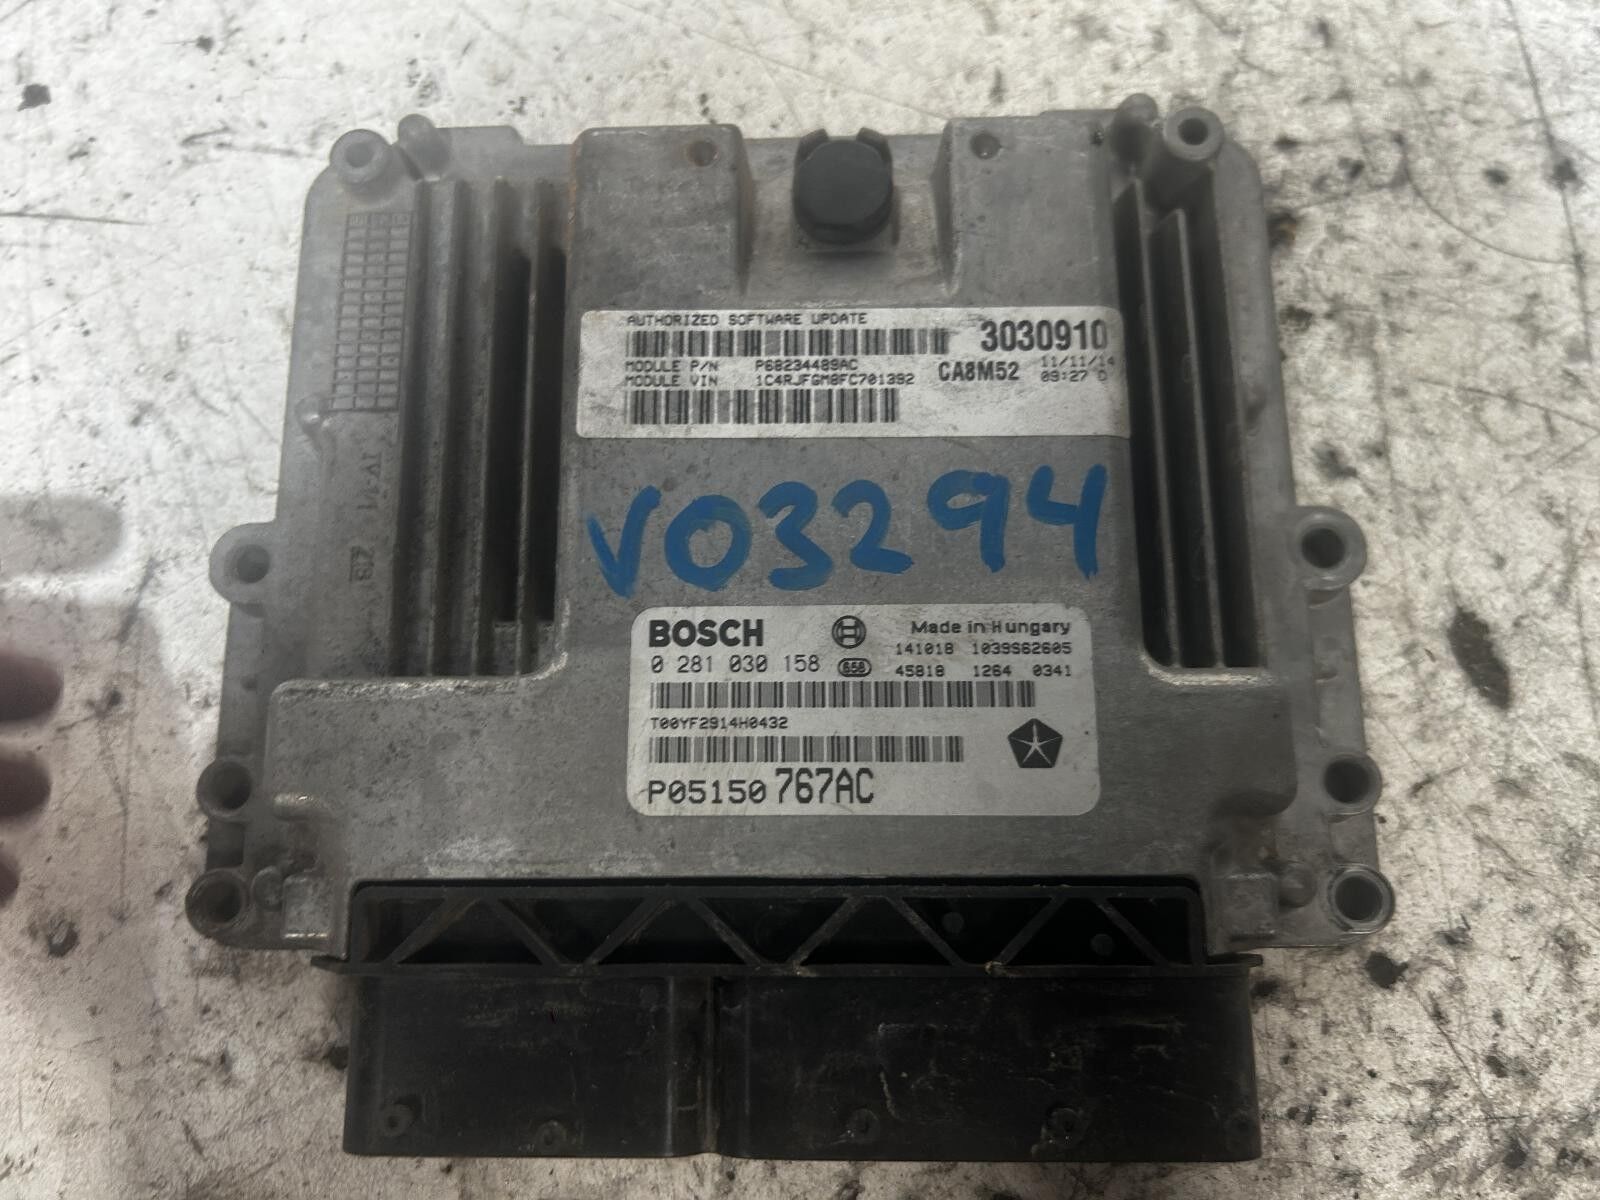 AUTHORIZED SOFTWARE UPDATE
3030910
MODULE P/N P68234489AC
CA8M52 11/11/14
MODULE VIN 1C4RJFGM8FC701392
09:27 D
V03294
BOSCH Made in Hungary
141018 1039S62605
0 281 030 158 658 45818 1264 0341
T00YF2914H0432
P05150767AC